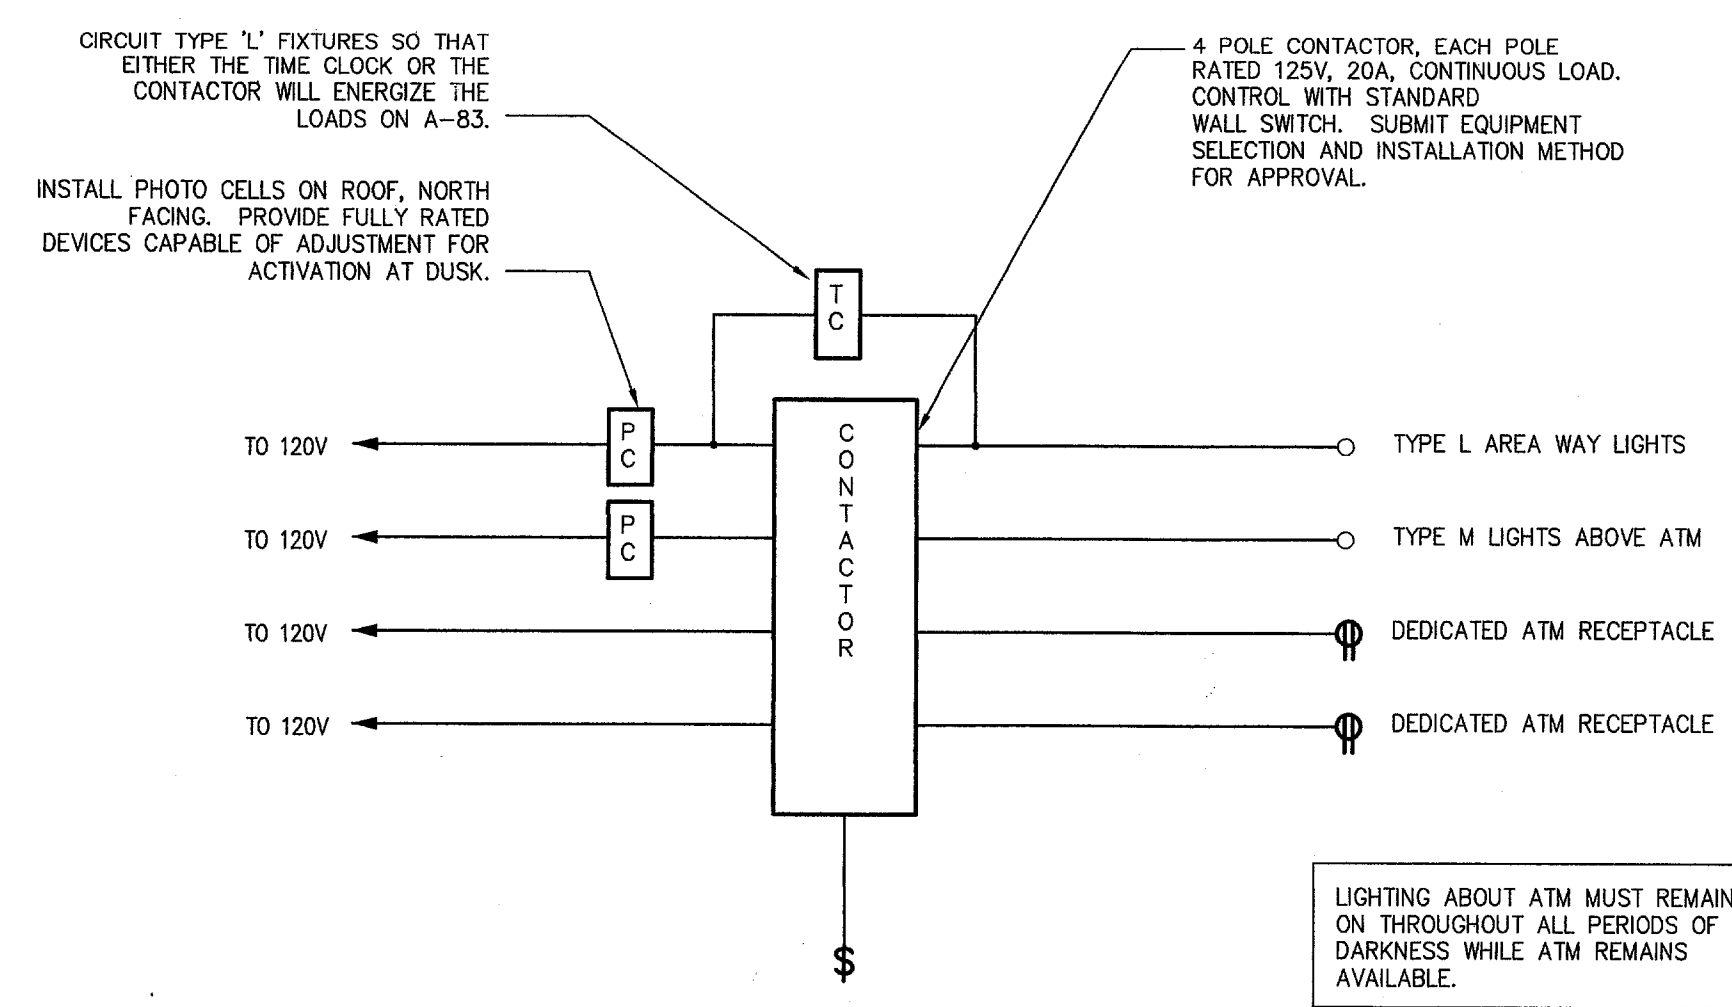 CIRCUIT TYPE 'L' FIXTURES SO THAT
EITHER THE TIME CLOCK OR THE
CONTACTOR WILL ENERGIZE THE
LOADS ON A-83.
4 POLE CONTACTOR, EACH POLE
RATED 125V, 20A, CONTINUOUS LOAD.
CONTROL WITH STANDARD
WALL SWITCH. SUBMIT EQUIPMENT
SELECTION AND INSTALLATION METHOD
FOR APPROVAL.
INSTALL PHOTO CELLS ON ROOF, NORTH
FACING. PROVIDE FULLY RATED
DEVICES CAPABLE OF ADJUSTMENT FOR
ACTIVATION AT DUSK.
TC
TO 120V
PC
CONTACTOR
TYPE L AREA WAY LIGHTS
TO 120V
PC
TYPE M LIGHTS ABOVE ATM
TO 120V
DEDICATED ATM RECEPTACLE
TO 120V
DEDICATED ATM RECEPTACLE
$
LIGHTING ABOUT ATM MUST REMAIN
ON THROUGHOUT ALL PERIODS OF
DARKNESS WHILE ATM REMAINS
AVAILABLE.